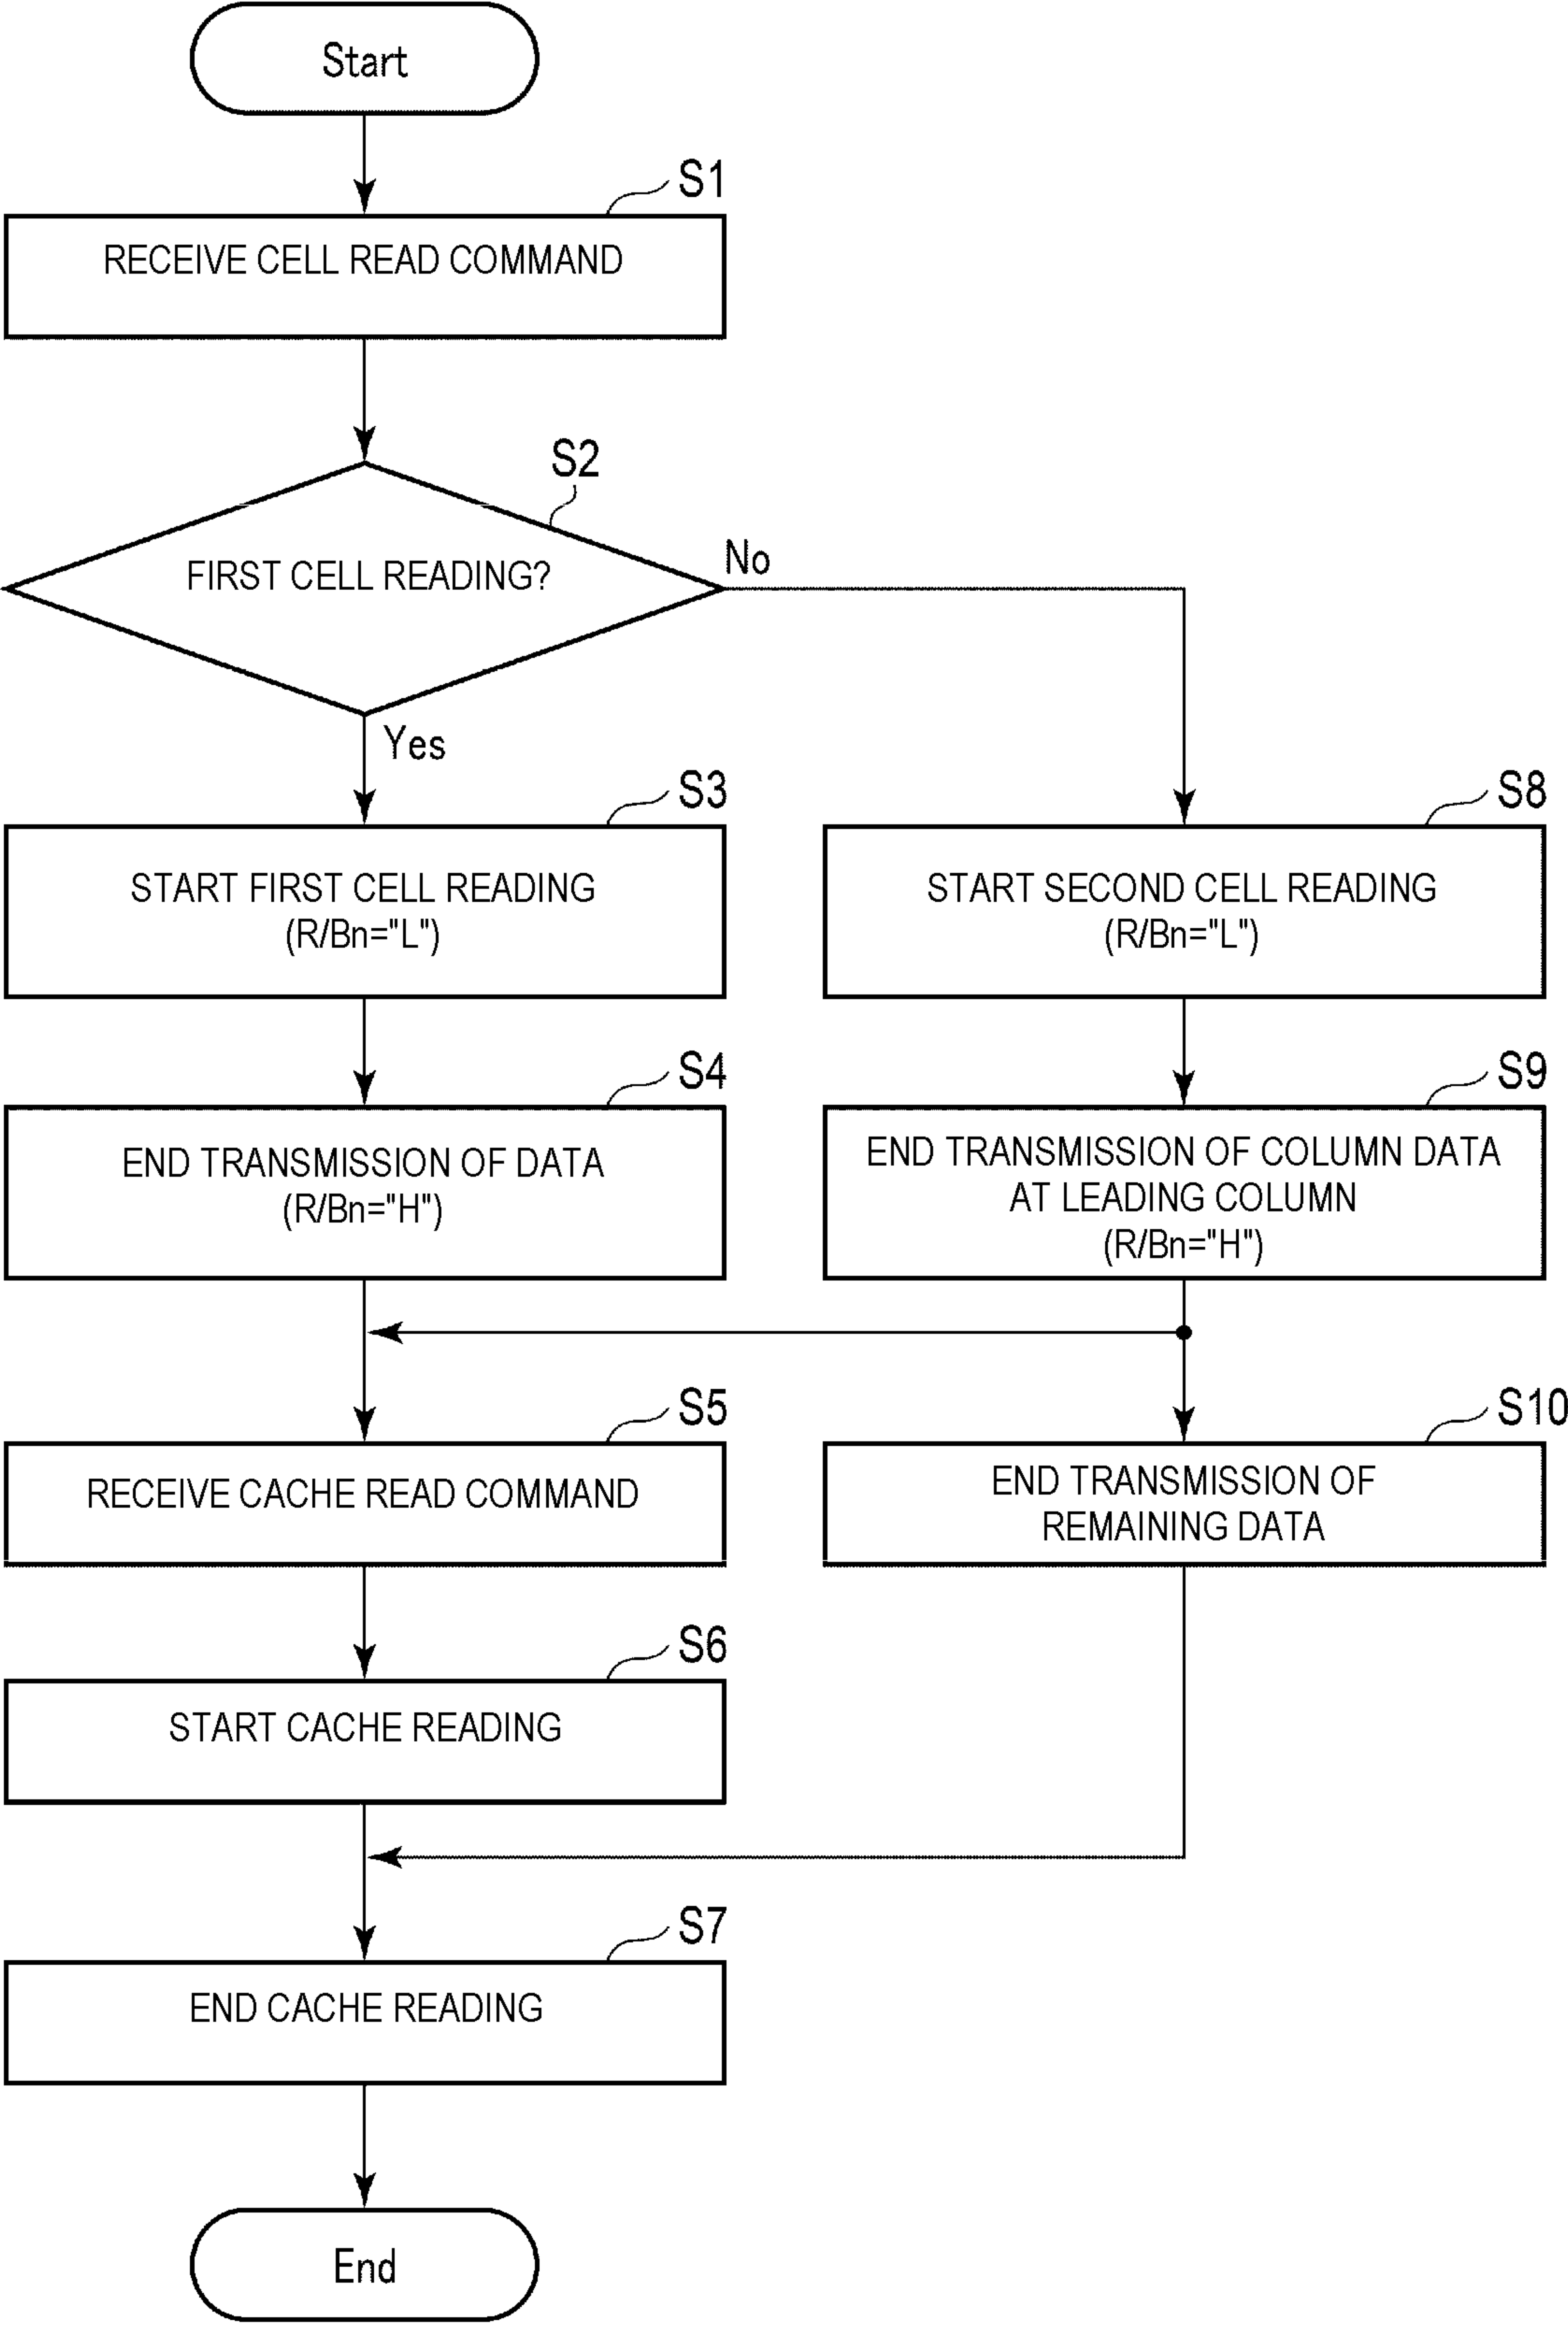 Start
S1
RECEIVE CELL READ COMMAND
S2
FIRST CELL READING?
No
Yes
S3
START FIRST CELL READING
(R/Bn="L")
S8
START SECOND CELL READING
(R/Bn="L")
S4
END TRANSMISSION OF DATA
(R/Bn="H")
S9
END TRANSMISSION OF COLUMN DATA
AT LEADING COLUMN
(R/Bn="H")
S5
RECEIVE CACHE READ COMMAND
S10
END TRANSMISSION OF
REMAINING DATA
S6
START CACHE READING
S7
END CACHE READING
End